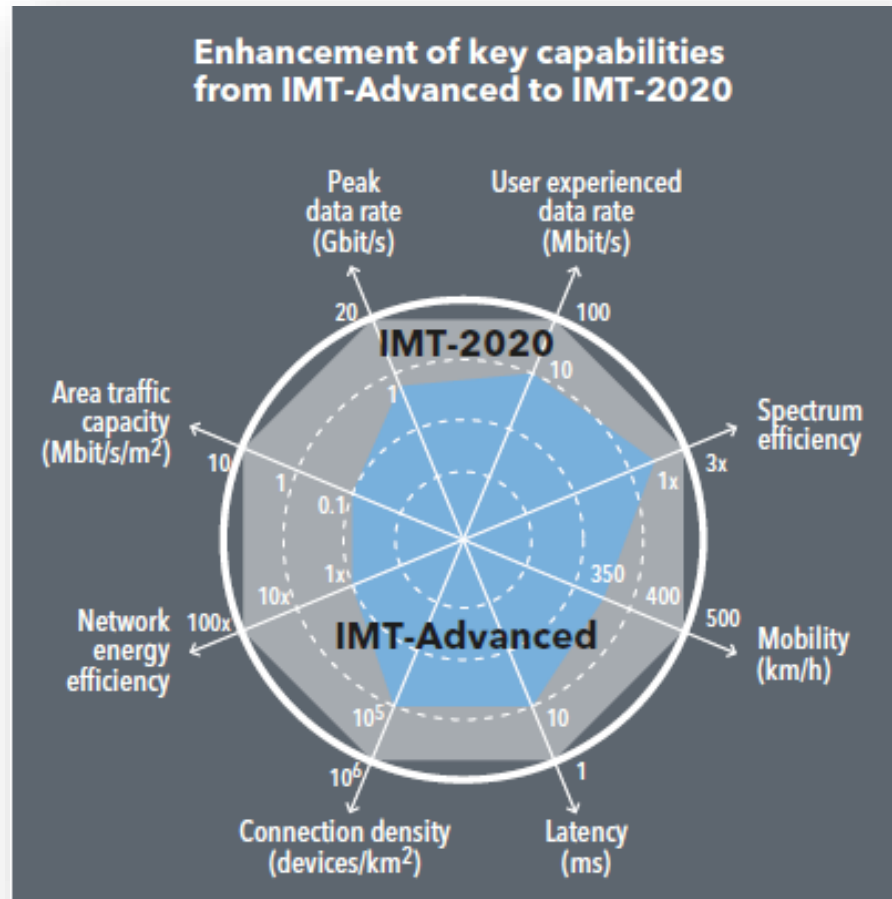 Enhancement of key capabilities
from IMT-Advanced to IMT-2020
Peak
data rate
(Gbit/s)
User experienced
data rate
(Mbit/s)
20
100
IMT-2020
1
10
Area traffic
capacity
(Mbit/s/m²)
Spectrum
efficiency
10
1
0.1
1x
3x
1x
10x
100x
350
400
500
Network
energy
efficiency
IMT-Advanced
Mobility
(km/h)
10⁵
10
10⁶
1
Connection density
(devices/km²)
Latency
(ms)